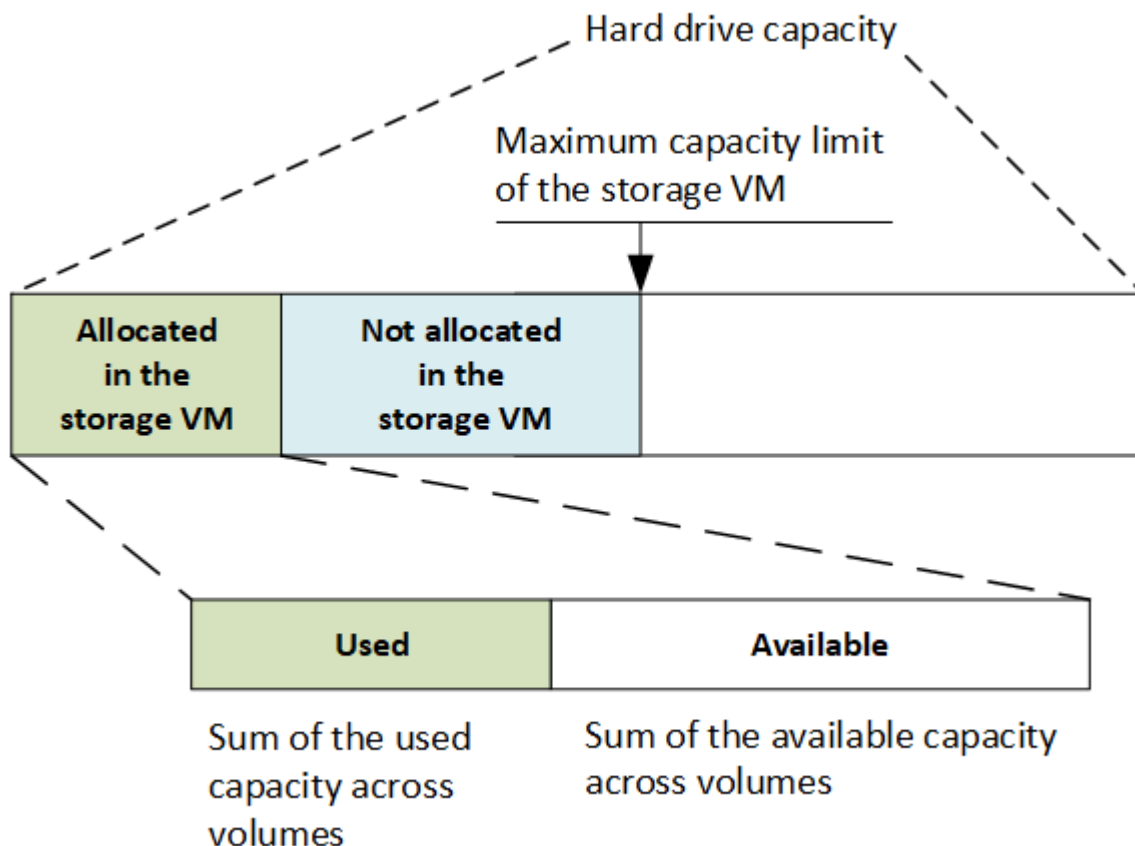 Hard drive capacity
Maximum capacity limit
of the storage VM
Allocated
in the
storage VM
Not allocated
in the
storage VM
Used
Available
Sum of the used
capacity across
volumes
Sum of the available capacity
across volumes